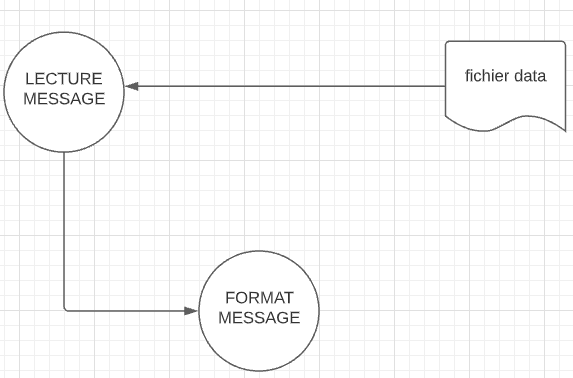 LECTURE
MESSAGE
fichier data
FORMAT
MESSAGE